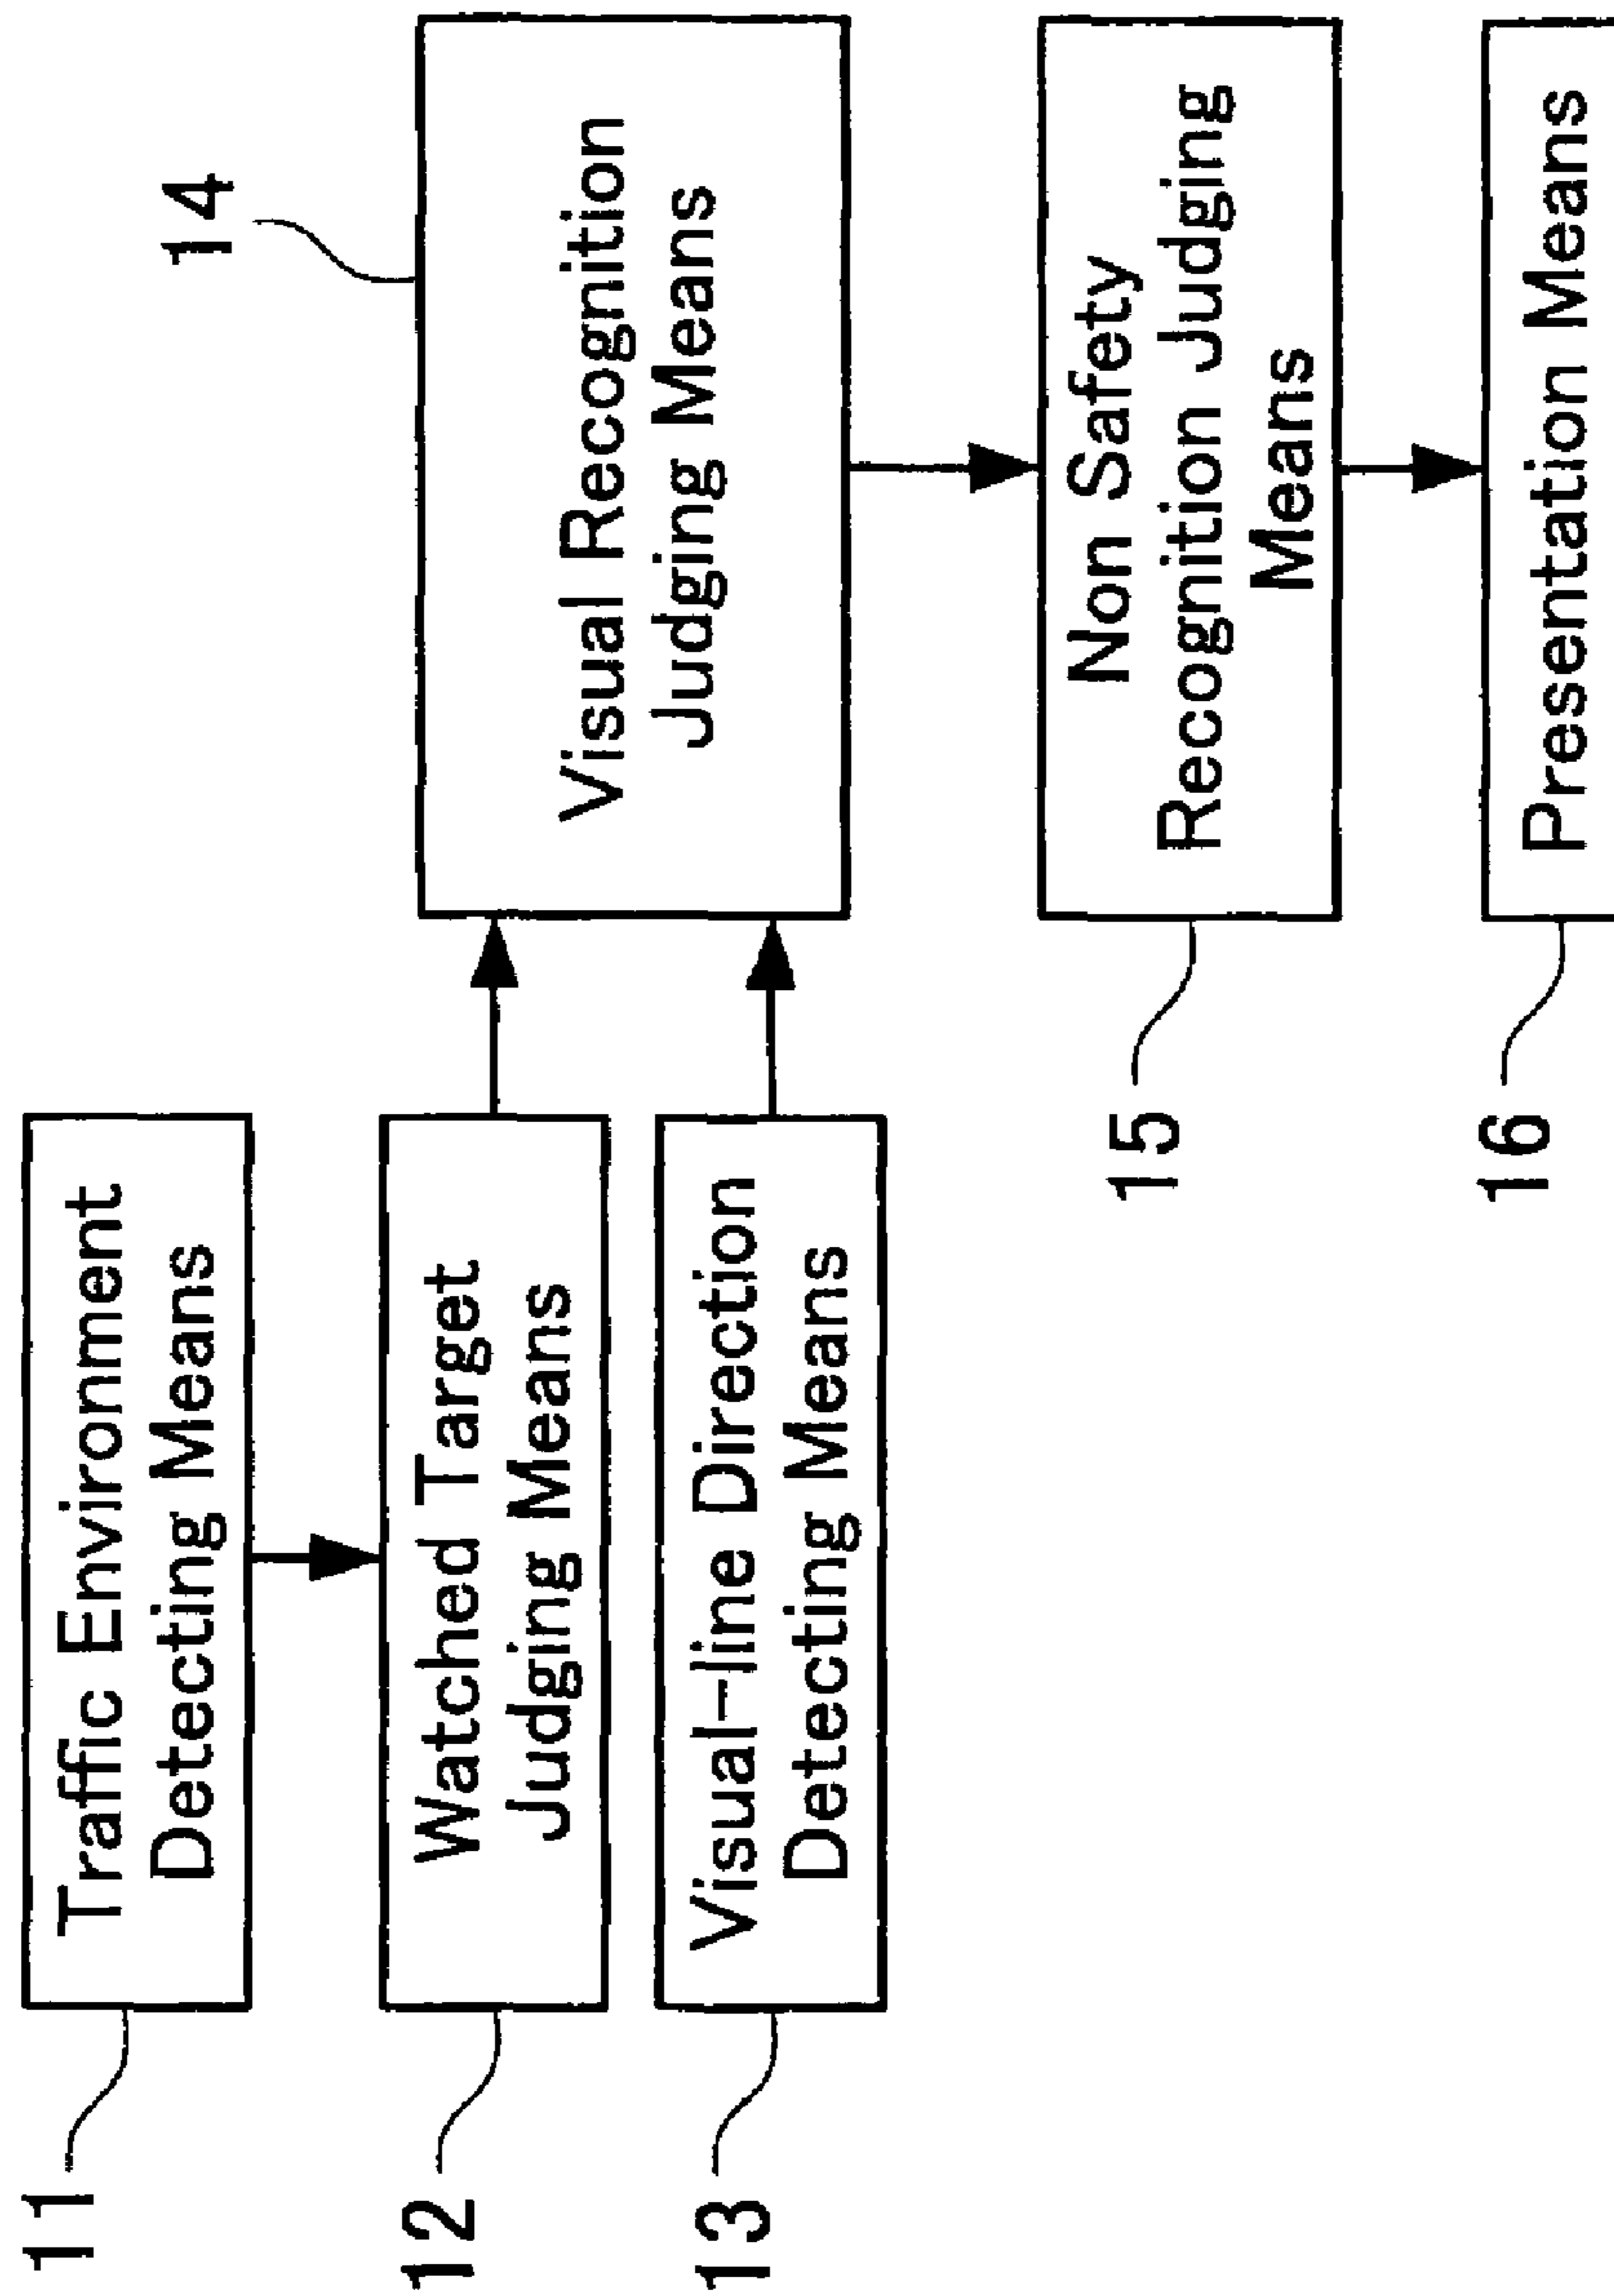 11
Traffic Environment
Detecting Means
12
Watched Target
Judging Means
13
Visual-line Direction
Detecting Means
14
Visual Recognition
Judging Means
15
Non Safety
Recognition Judging
Means
16
Presentation Means